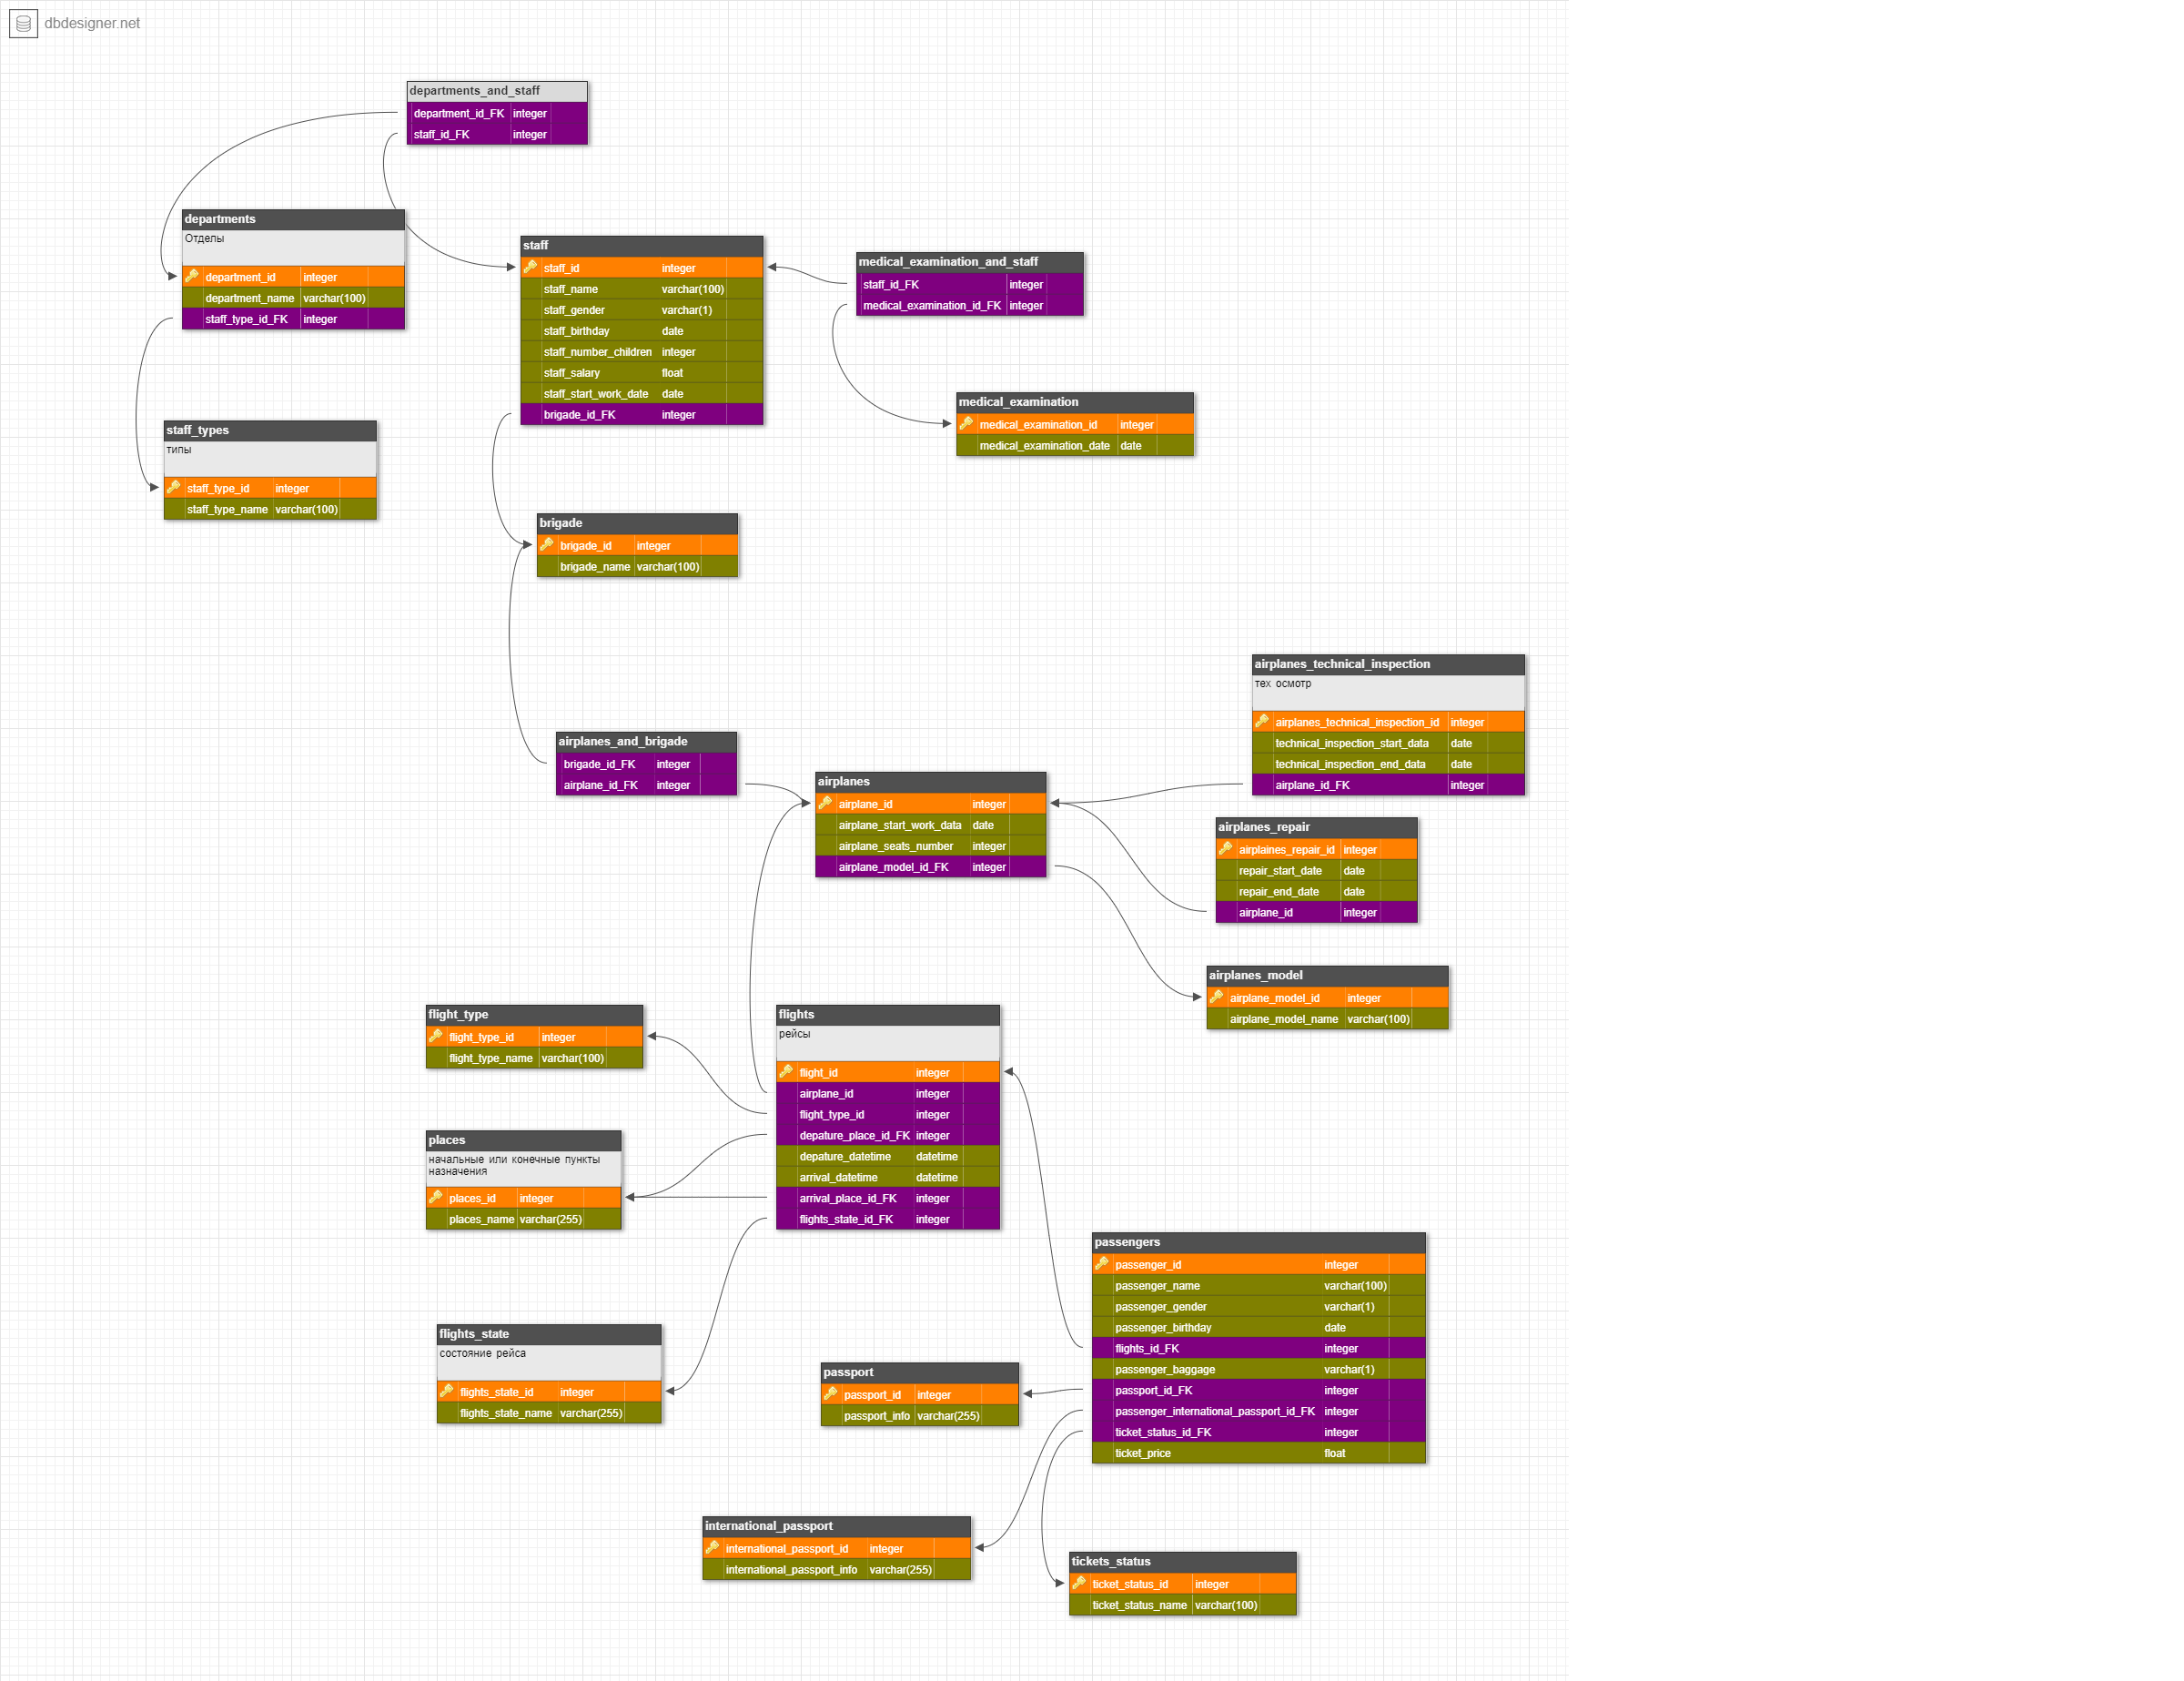 dbdesigner.net
departments_and_staff
department_id_FK integer
staff_id_FK integer
departments
Отделы
department_id integer
department_name varchar(100)
staff_type_id_FK integer
staff
staff_id integer
staff_name varchar(100)
staff_gender varchar(1)
staff_birthday date
staff_number_children integer
staff_salary float
staff_start_work_date date
brigade_id_FK integer
medical_examination_and_staff
staff_id_FK integer
medical_examination_id_FK integer
medical_examination
medical_examination_id integer
medical_examination_date date
staff_types
типы
staff_type_id integer
staff_type_name varchar(100)
brigade
brigade_id integer
brigade_name varchar(100)
airplanes_technical_inspection
тех осмотр
airplanes_technical_inspection_id integer
technical_inspection_start_data date
technical_inspection_end_data date
airplane_id_FK integer
airplanes_and_brigade
brigade_id_FK integer
airplane_id_FK integer
airplanes
airplane_id integer
airplane_start_work_data date
airplane_seats_number integer
airplane_model_id_FK integer
airplanes_repair
airplaines_repair_id integer
repair_start_date date
repair_end_date date
airplane_id integer
airplanes_model
airplane_model_id integer
airplane_model_name varchar(100)
flight_type
flight_type_id integer
flight_type_name varchar(100)
flights
рейсы
flight_id integer
airplane_id integer
flight_type_id integer
depature_place_id_FK integer
depature_datetime datetime
arrival_datetime datetime
arrival_place_id_FK integer
flights_state_id_FK integer
places
начальные или конечные пункты
назначения
places_id integer
places_name varchar(255)
passengers
passenger_id integer
passenger_name varchar(100)
passenger_gender varchar(1)
passenger_birthday date
flights_id_FK integer
passenger_baggage varchar(1)
passport_id_FK integer
passenger_international_passport_id_FK integer
ticket_status_id_FK integer
ticket_price float
flights_state
состояние рейса
flights_state_id integer
flights_state_name varchar(255)
passport
passport_id integer
passport_info varchar(255)
international_passport
international_passport_id integer
international_passport_info varchar(255)
tickets_status
ticket_status_id integer
ticket_status_name varchar(100)